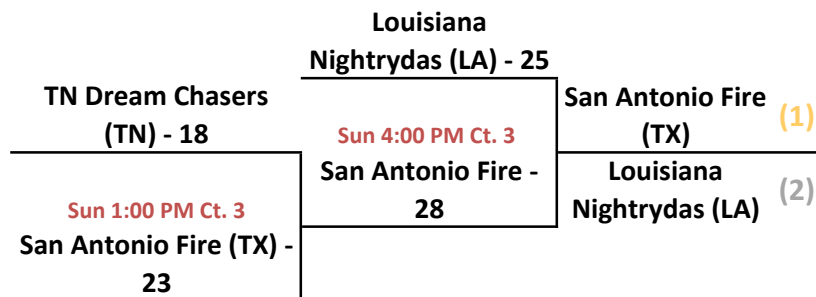 Louisiana
Nightrydas (LA) - 25
TN Dream Chasers
(TN) - 18
San Antonio Fire
(TX)
(1)
Sun 4:00 PM Ct. 3
San Antonio Fire -
28
Louisiana
Nightrydas (LA)
(2)
Sun 1:00 PM Ct. 3
San Antonio Fire (TX) -
23